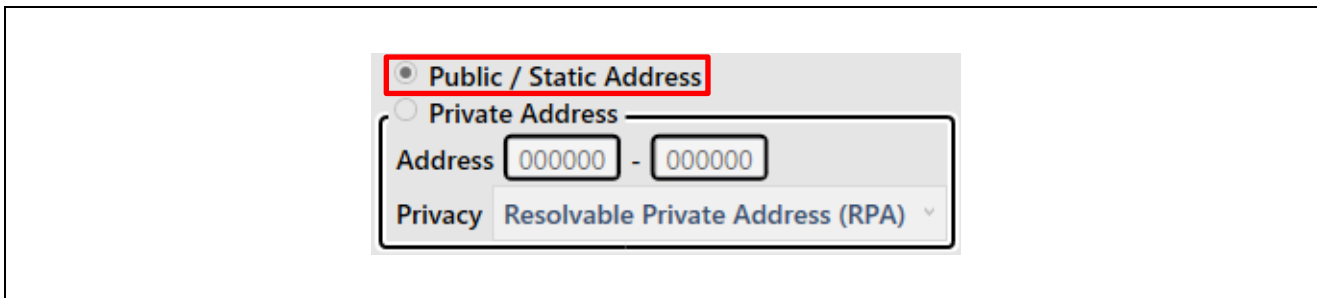 Public / Static Address
Private Address
Address 000000 - 000000
Privacy Resolvable Private Address (RPA)